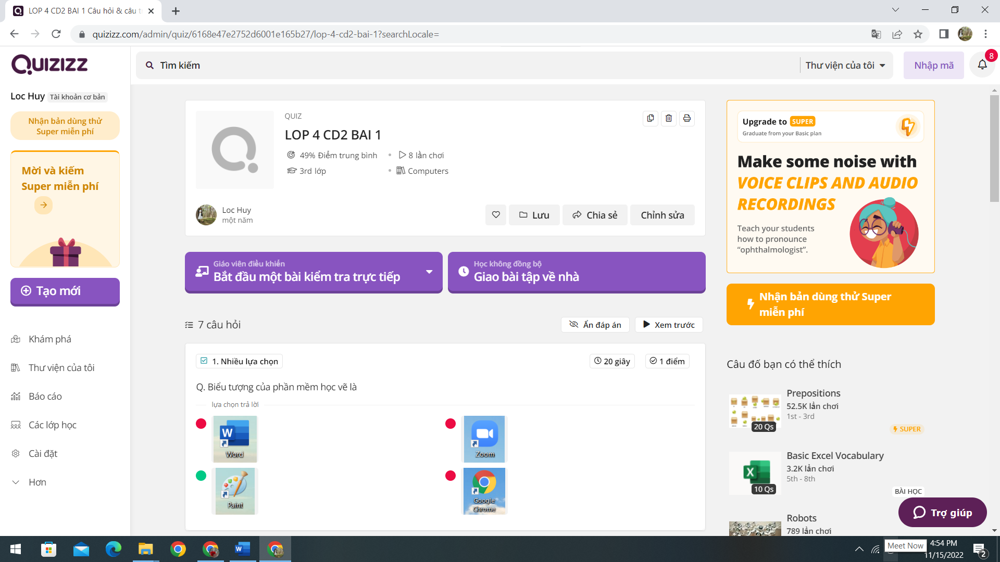 LOP 4 CD2 BAI 1 Câu hỏi & câu t
quizizz.com/admin/quiz/6168e47e2752d6001e165b27/lop-4-cd2-bai-1?searchLocale=
QUIZIZZ
Tìm kiếm
Thư viện của tôi
Nhập mã
8
Loc Huy Tài khoản cơ bản
Nhận bản dùng thử
Super miễn phí
Mời và kiếm
Super miễn phí
Tạo mới
Khám phá
Thư viện của tôi
Báo cáo
Các lớp học
Cài đặt
Hơn
QUIZ
LOP 4 CD2 BAI 1
49% Điểm trung bình • 8 lần chơi
3rd lớp • Computers
Loc Huy
một năm
Lưu
Chia sẻ
Chỉnh sửa
Giáo viên điều khiển
Bắt đầu một bài kiểm tra trực tiếp
Học không đồng bộ
Giao bài tập về nhà
7 câu hỏi
Ẩn đáp án
Xem trước
1. Nhiều lựa chọn
20 giây
1 điểm
Q. Biểu tượng của phần mềm học vẽ là
lựa chọn trả lời
W
Word
Zoom
Paint
Google
Chrome
Upgrade to SUPER
Graduate from your Basic plan
Make some noise with
VOICE CLIPS AND AUDIO
RECORDINGS
Teach your students
how to pronounce
“ophthalmologist”.
Nhận bản dùng thử Super
miễn phí
Câu đố bạn có thể thích
Prepositions
52.5K lần chơi
1st - 3rd
20 Qs
SUPER
Basic Excel Vocabulary
3.2K lần chơi
5th - 8th
X
10 Qs
BÀI HỌC
Robots
789 lần chơi
Trợ giúp
W
Meet Now
4:54 PM
11/15/2022
2